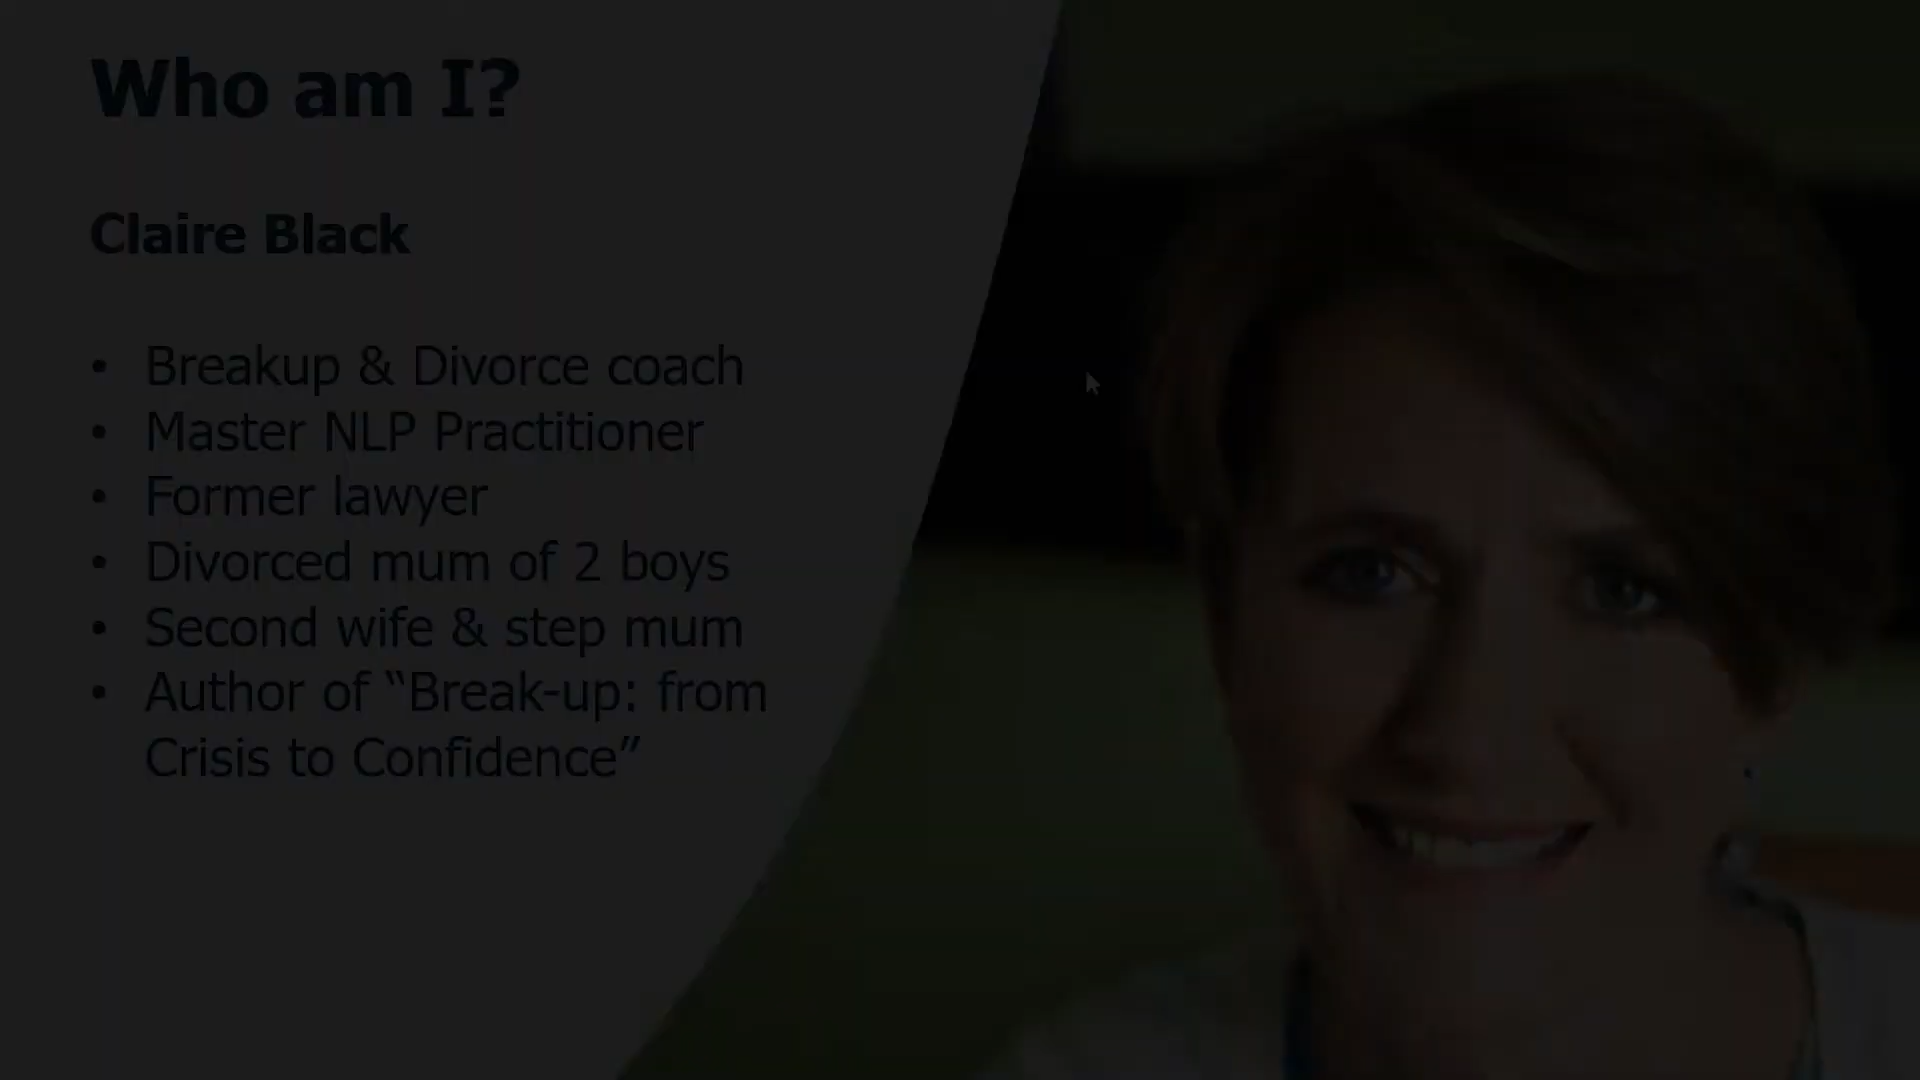 Who am I?
Claire Black
• Breakup & Divorce coach
• Master NLP Practitioner
• Former lawyer
• Divorced mum of 2 boys
• Second wife & step mum
• Author of “Break-up: from
Crisis to Confidence”